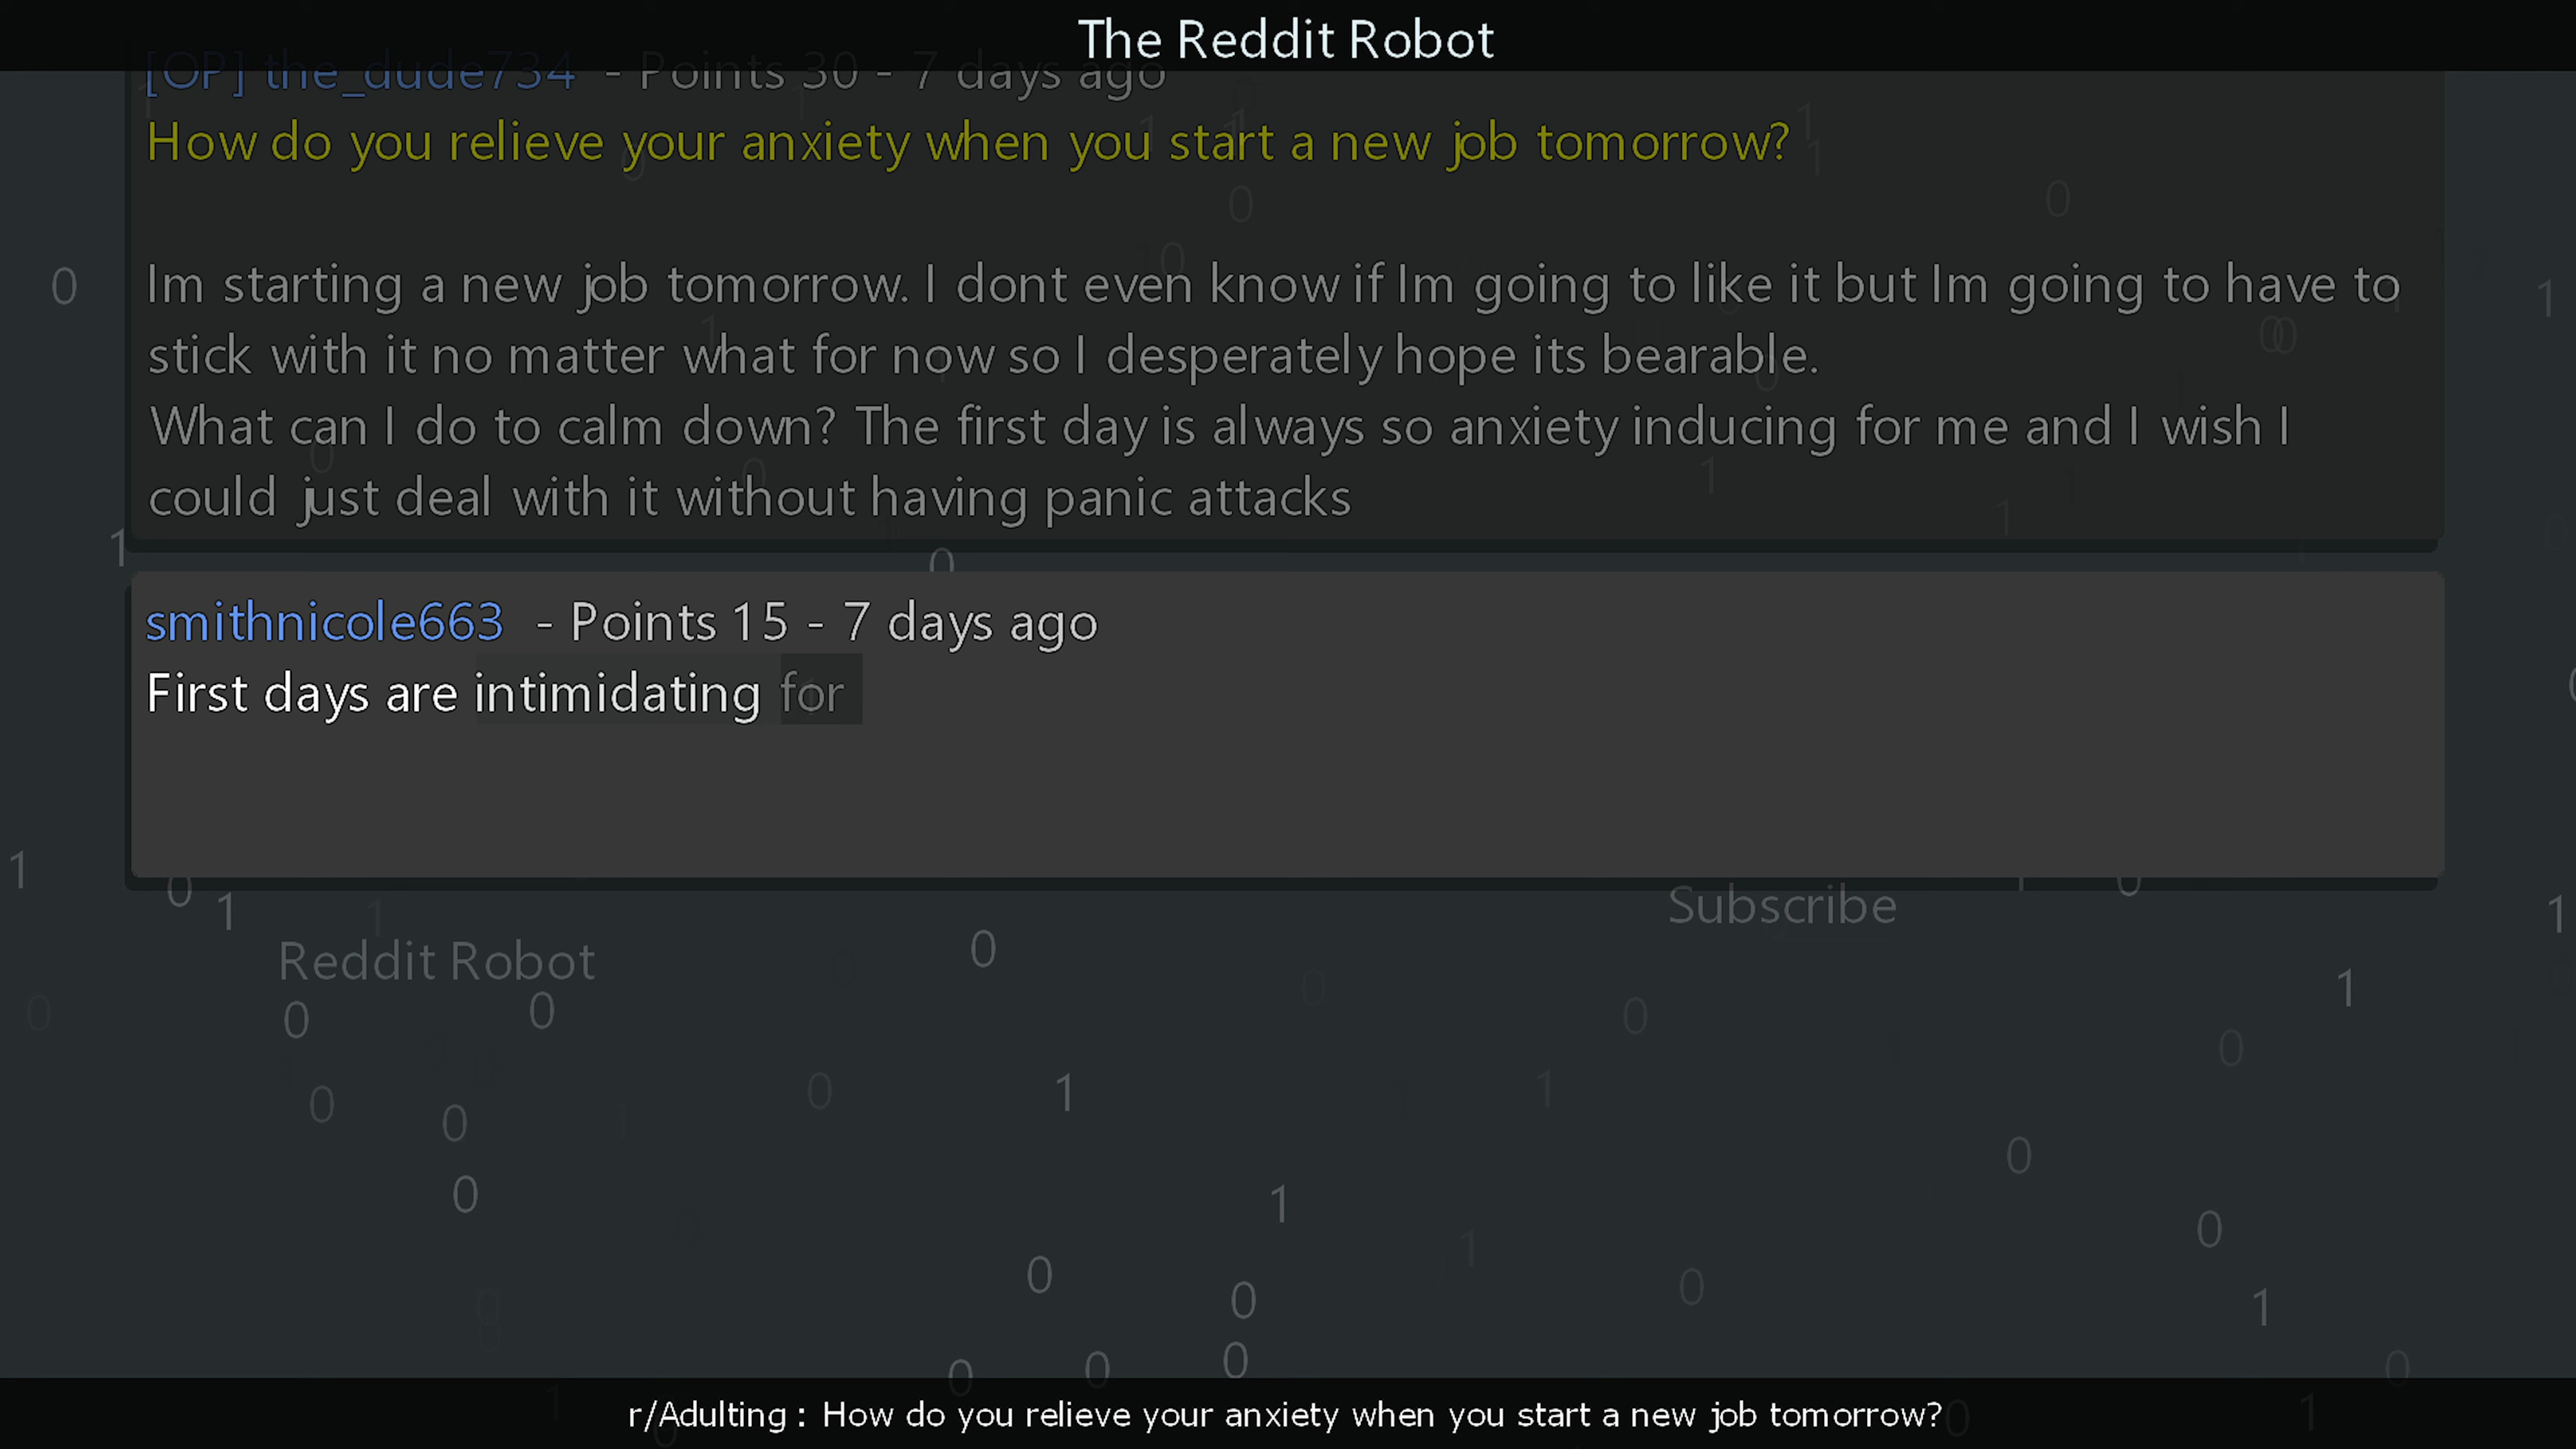 The Reddit Robot
[OP] the_dude734 - Points 30 - 7 days ago
How do you relieve your anxiety when you start a new job tomorrow?
Im starting a new job tomorrow. I dont even know if Im going to like it but Im going to have to
stick with it no matter what for now so I desperately hope its bearable.
What can I do to calm down? The first day is always so anxiety inducing for me and I wish I
could just deal with it without having panic attacks
smithnicole663 - Points 15 - 7 days ago
First days are intimidating for
Subscribe
Reddit Robot
r/Adulting : How do you relieve your anxiety when you start a new job tomorrow?